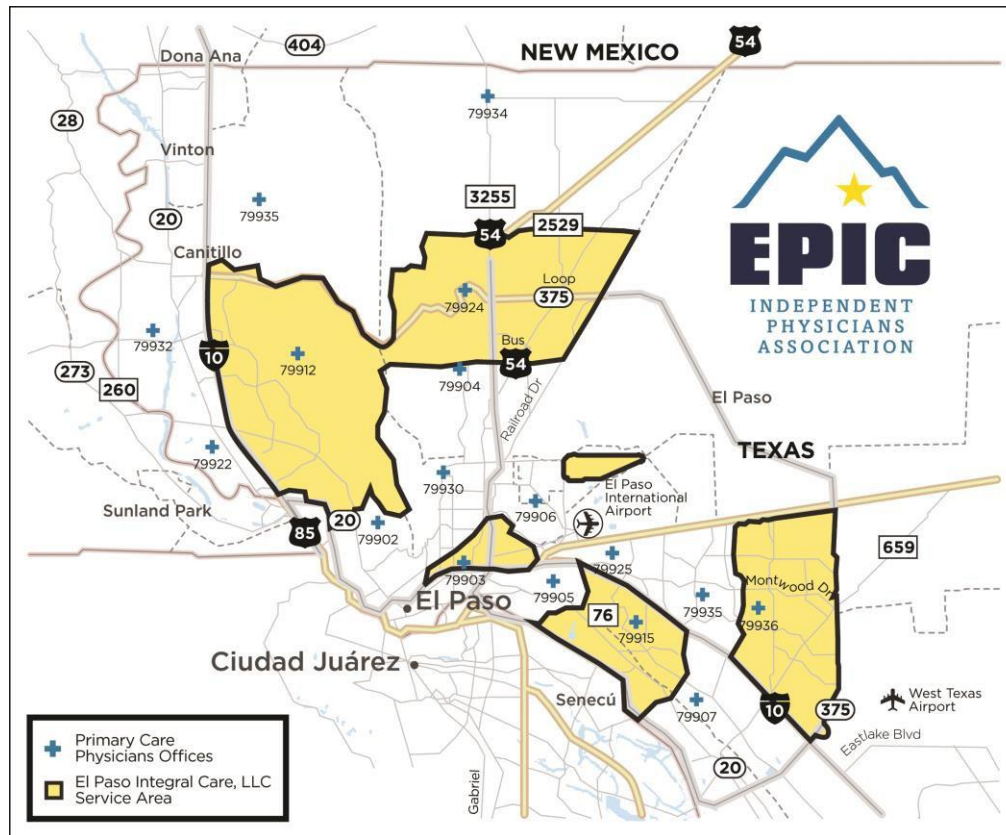 404
54
Dona Ana
NEW MEXICO
79934
28
Vinton
20
3255
79935
54
2529
EPIC
INDEPENDENT
PHYSICIANS
ASSOCIATION
Canitillo
Loop
375
79924
79932
10
79912
Bus
54
273
260
79904
Railroad Dr
El Paso
TEXAS
79922
79930
El Paso
International
Airport
Sunland Park
20
79906
85
79902
659
79925
79903
Montwood Dr
79905
El Paso
76
79935
79936
79915
Ciudad Juárez
Senecú
79907
10
375
West Texas
Airport
Eastlake Blvd
20
Gabriel
Primary Care
Physicians Offices
El Paso Integral Care, LLC
Service Area